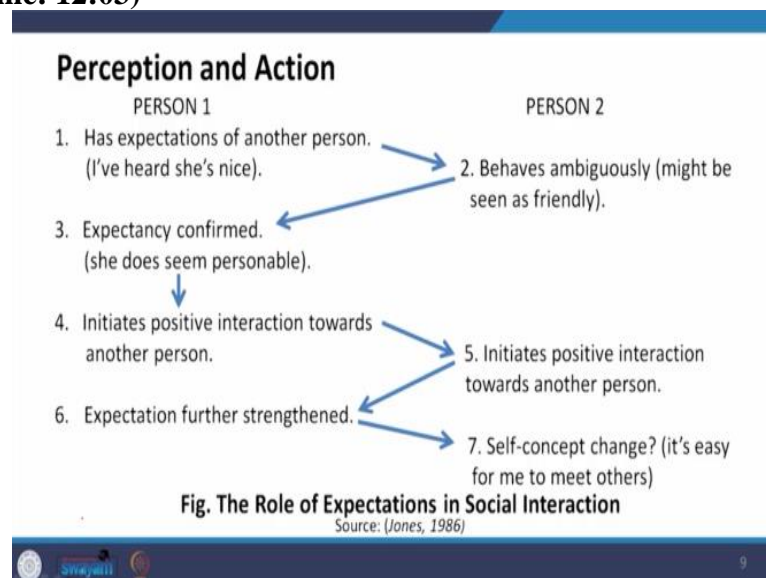 Perception and Action
PERSON 1
PERSON 2
1. Has expectations of another person.
(I've heard she's nice).
2. Behaves ambiguously (might be
seen as friendly).
3. Expectancy confirmed.
(she does seem personable).
4. Initiates positive interaction towards
another person.
5. Initiates positive interaction
towards another person.
6. Expectation further strengthened.
7. Self-concept change? (it's easy
for me to meet others)
Fig. The Role of Expectations in Social Interaction
Source: (Jones, 1986)
swayam
9